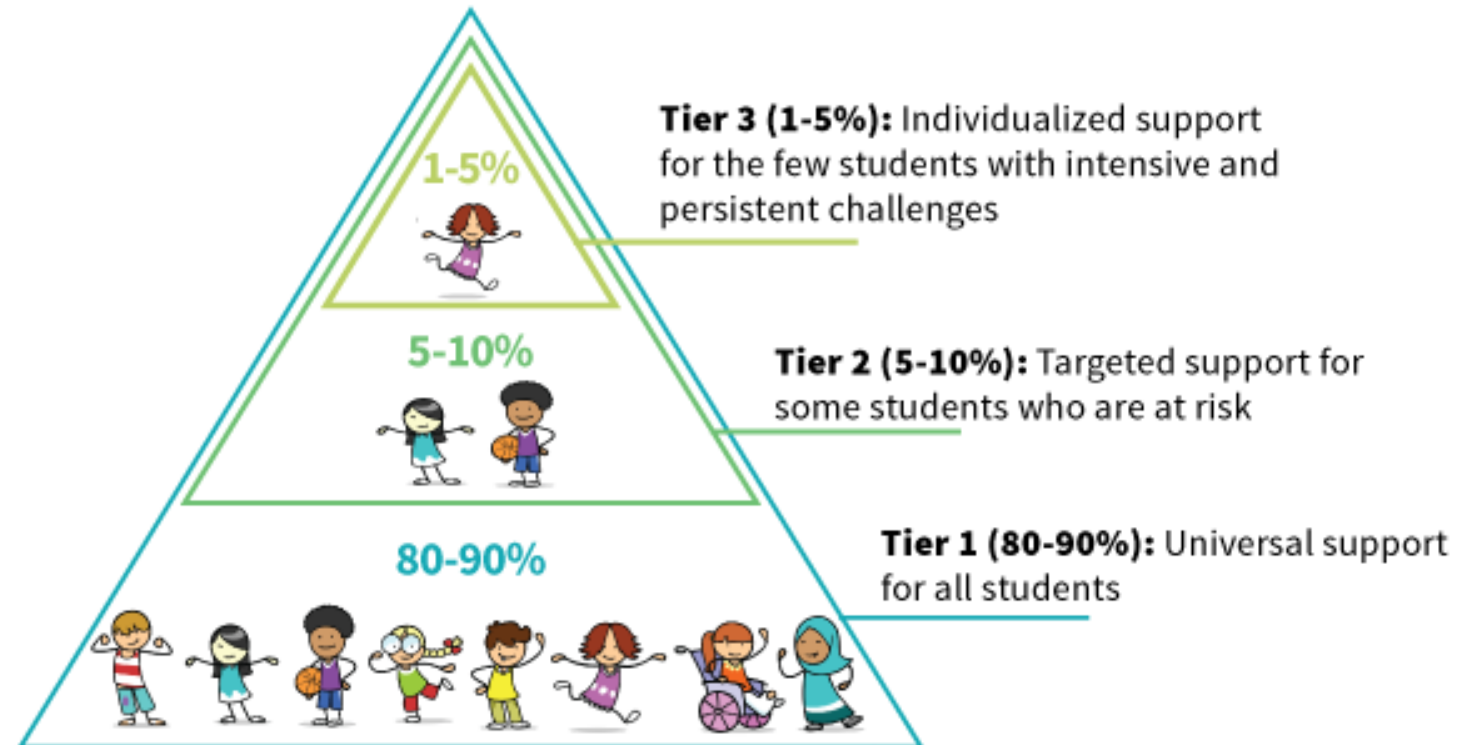 Tier 3 (1-5%): Individualized support
for the few students with intensive and
persistent challenges
1-5%
5-10%
Tier 2 (5-10%): Targeted support for
some students who are at risk
80-90%
Tier 1 (80-90%): Universal support
for all students